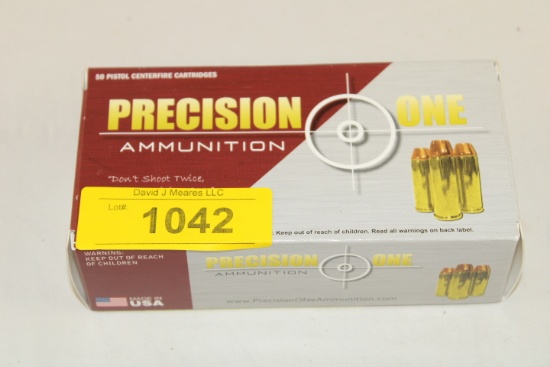 50 PISTOL CENTERFIRE CARTRIDGES
PRECISION ONE
AMMUNITION
"Don't Shoot Twice,
David J Meares LLC
Lot#:
1042
Keep out of reach of children. Read all warnings on back label.
WARNING:
KEEP OUT OF REACH
OF CHILDREN.
PRECISION ONE
AMMUNITION
MADE IN
USA
www.PrecisionOneAmmunition.com